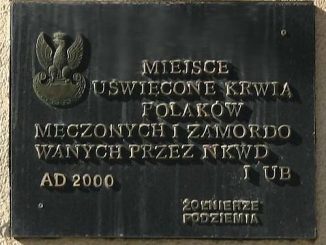 MIEJSCE
UŚWIĘCONE KRWIĄ
POLAKÓW
MĘCZONYCH I ZAMORDO
WANYCH PRZEZ NKWD
I UB
AD 2000
ŻOŁNIERZE
PODZIEMIA